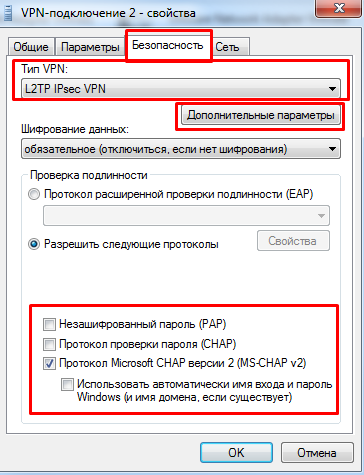 VPN-подключение 2 - свойства
Общие Параметры Безопасность Сеть
Тип VPN:
L2TP IPsec VPN
Дополнительные параметры
Шифрование данных:
обязательное (отключиться, если нет шифрования)
Проверка подлинности
Протокол расширенной проверки подлинности (EAP)
Разрешить следующие протоколы Свойства
Незашифрованный пароль (PAP)
Протокол проверки пароля (CHAP)
Протокол Microsoft CHAP версии 2 (MS-CHAP v2)
Использовать автоматически имя входа и пароль
Windows (и имя домена, если существует)
ОК Отмена